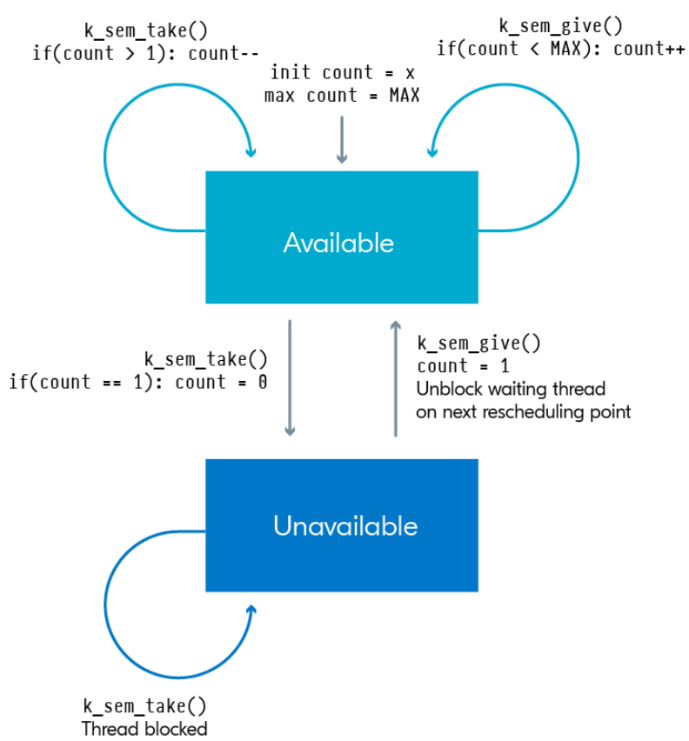 k_sem_take()
if(count > 1): count--
init count = x
max count = MAX
k_sem_give()
if(count < MAX): count++
Available
k_sem_take()
if(count == 1): count = 0
k_sem_give()
count = 1
Unblock waiting thread
on next rescheduling point
Unavailable
k_sem_take()
Thread blocked